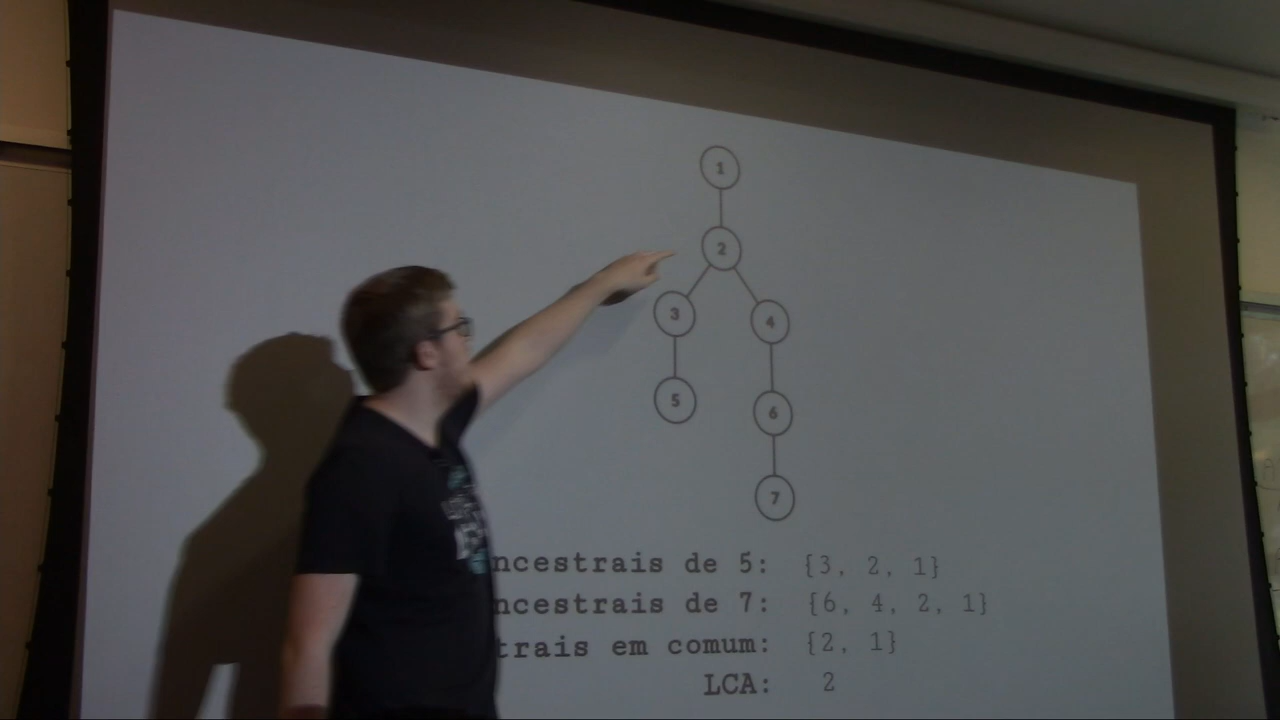 1
2
3 4
5 6
7
ncestrais de 5: {3, 2, 1}
ncestrais de 7: {6, 4, 2, 1}
trais em comum: {2, 1}
LCA: 2